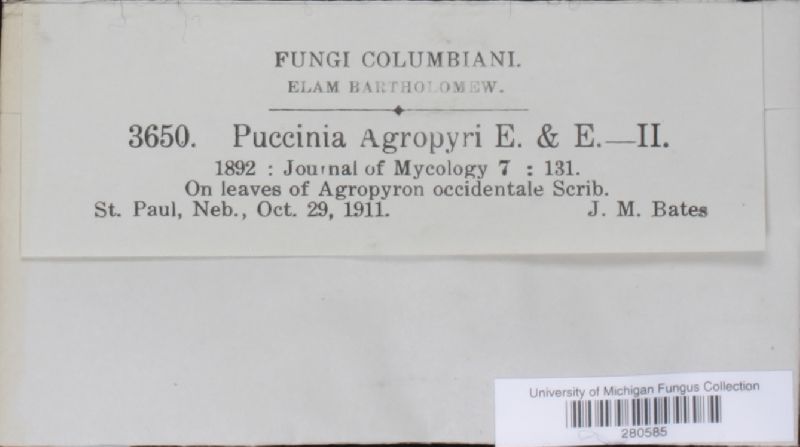 FUNGI COLUMBIANI.
ELAM BARTHOLOMEW.
3650. Puccinia Agropyri E. & E.—II.
1892 : Journal of Mycology 7 : 131.
On leaves of Agropyron occidentale Scrib.
St. Paul, Neb., Oct. 29, 1911. J. M. Bates
University of Michigan Fungus Collection
280585